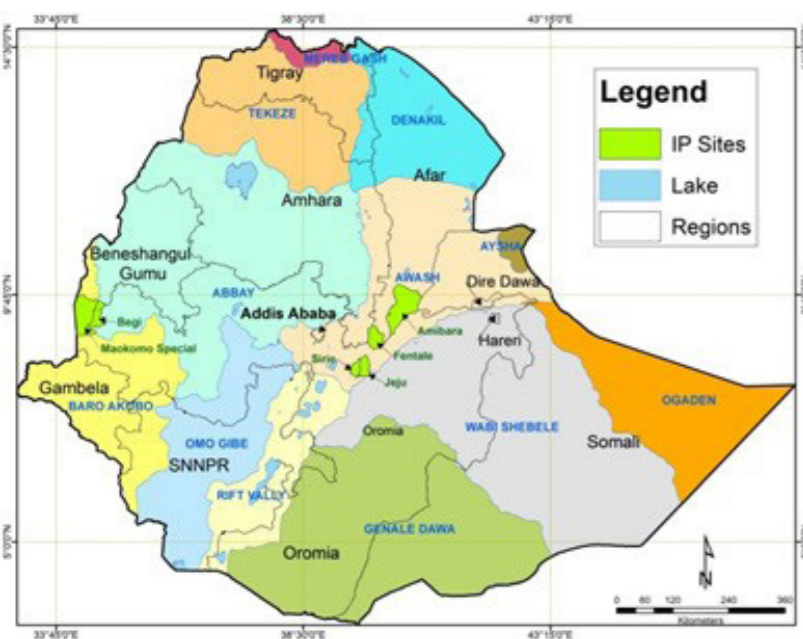 33°45'0"E
38°30'0"E
43°15'0"E
14°30'0"N
MEREB GASH
Tigray
TEKEZE
DENAKIL
Afar
Amhara
Legend
IP Sites
Lake
Regions
Beneshangul
Gumu
AYSHA
AWASH
Dire Dawa
9°45'0"N
ABBAY
Addis Ababa
Begi
Amibara
Maokomo Special
Hareri
Sirie
Fentale
Jeju
Gambela
BARO AKOBO
OGADEN
Oromia
WABI SHEBELE
OMO GIBE
Somali
SNNPR
RIFT VALLY
GENALE DAWA
Oromia
5°0'0"N
N
0 60 120 240 360
Kilometers
33°45'0"E
38°30'0"E
43°15'0"E